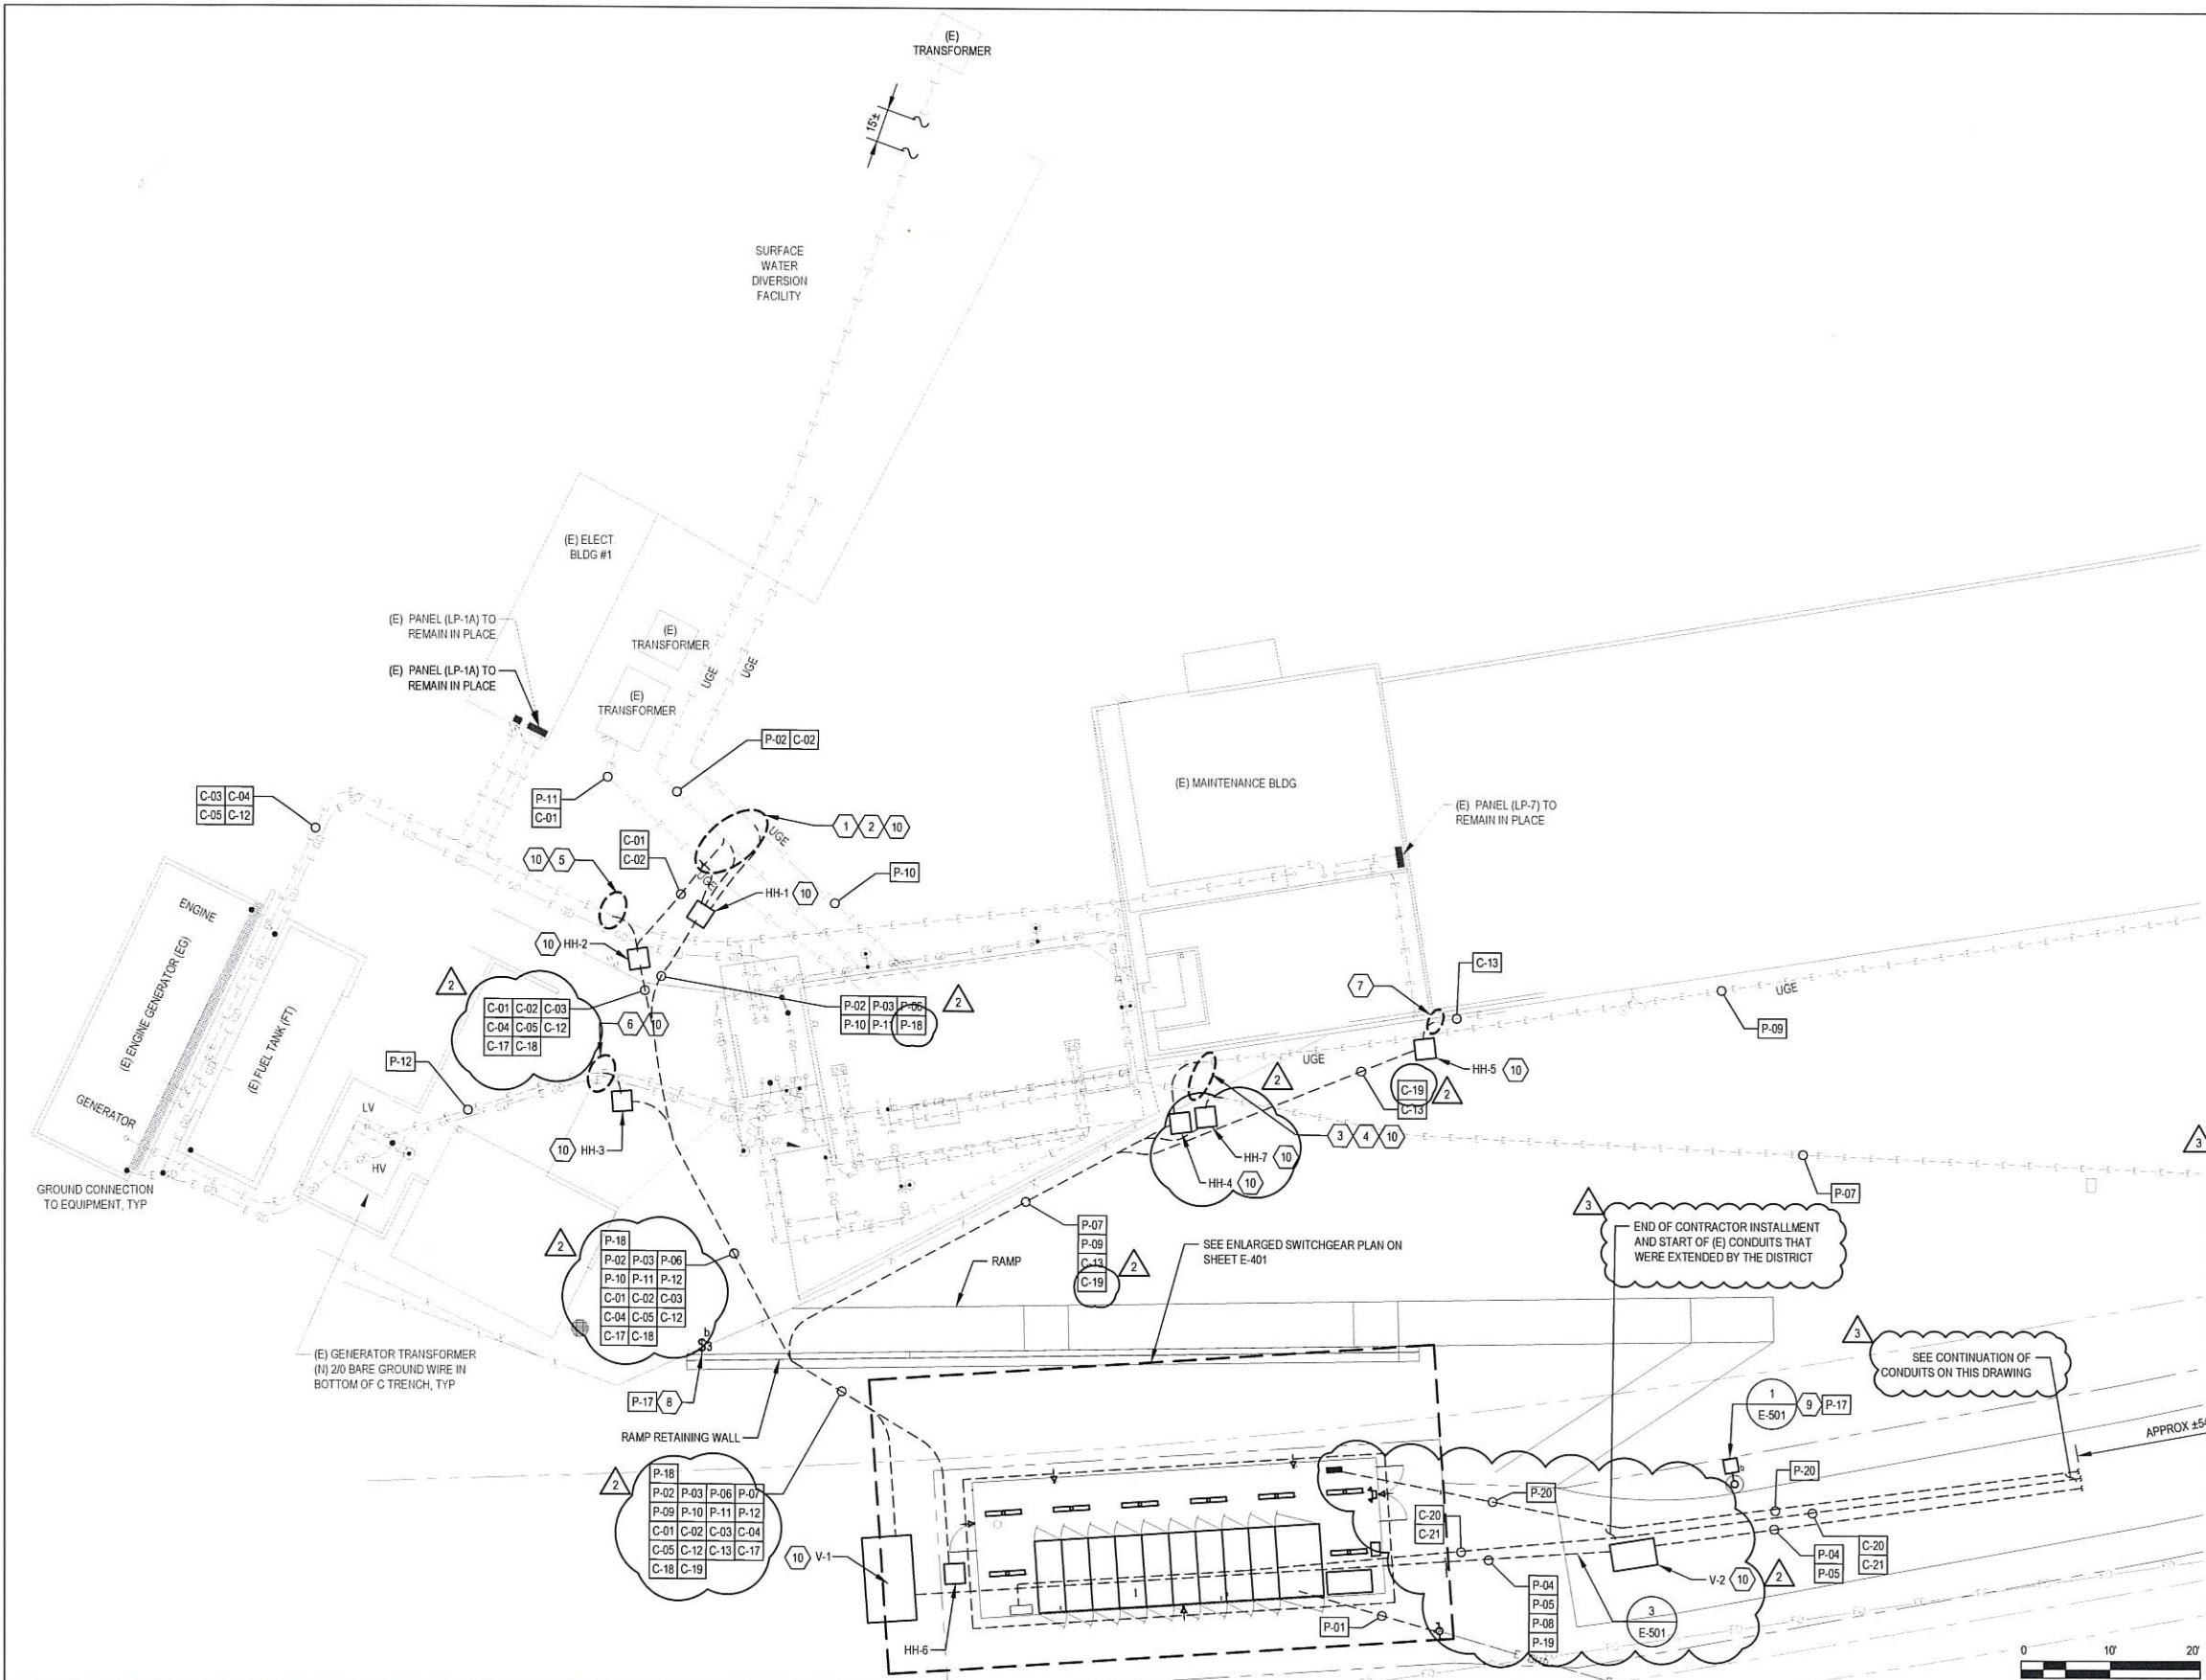 (E)
TRANSFORMER
15'±
SURFACE
WATER
DIVERSION
FACILITY
(E) ELECT
BLDG #1
(E) PANEL (LP-1A) TO
REMAIN IN PLACE
(E) PANEL (LP-1A) TO
REMAIN IN PLACE
(E)
TRANSFORMER
(E)
TRANSFORMER
UGE
UGE
P-02 C-02
(E) MAINTENANCE BLDG
(E) PANEL (LP-7) TO
REMAIN IN PLACE
C-03 C-04
C-05 C-12
P-11
C-01
C-01
C-02
1 2 10
UGE
UGE
10 5
P-10
HH-1 10
10 HH-2
ENGINE
(E) ENGINE GENERATOR (EG)
GENERATOR
(E) FUEL TANK (FT)
2
C-01 C-02 C-03
C-04 C-05 C-12
C-17 C-18
6 10
P-02 P-03 P-06
P-10 P-11 P-18
2
7
C-13
UGE
P-09
P-12
LV
HV
10 HH-3
UGE
HH-5 10
C-19
C-13
2
2
3 4 10
HH-7 10
HH-4 10
3
P-07
GROUND CONNECTION
TO EQUIPMENT, TYP
2
P-18
P-02 P-03 P-06
P-10 P-11 P-12
C-01 C-02 C-03
C-04 C-05 C-12
C-17 C-18
P-07
P-09
C-13
C-19
2
SEE ENLARGED SWITCHGEAR PLAN ON
SHEET E-401
RAMP
3
END OF CONTRACTOR INSTALLMENT
AND START OF (E) CONDUITS THAT
WERE EXTENDED BY THE DISTRICT
3
SEE CONTINUATION OF
CONDUITS ON THIS DRAWING
(E) GENERATOR TRANSFORMER
(N) 2/0 BARE GROUND WIRE IN
BOTTOM OF C TRENCH, TYP
b
P-17 8
RAMP RETAINING WALL
1
E-501
9 P-17
APPROX ±5
2
P-18
P-02 P-03 P-06 P-07
P-09 P-10 P-11 P-12
C-01 C-02 C-03 C-04
C-05 C-12 C-13 C-17
C-18 C-19
10 V-1
HH-6
P-20
P-20
C-20
C-21
P-04
P-05
C-20
C-21
V-2 10
2
P-04
P-05
P-08
P-19
3
E-501
P-01
0 10' 20'